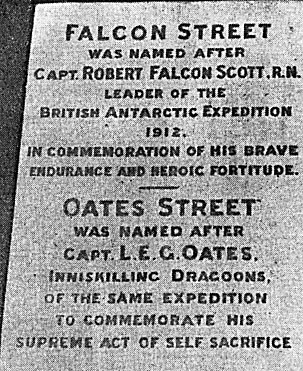 FALCON STREET
WAS NAMED AFTER
CAPT. ROBERT FALCON SCOTT. R.N.
LEADER OF THE
BRITISH ANTARCTIC EXPEDITION
1912.
IN COMMEMORATION OF HIS BRAVE
ENDURANCE AND HEROIC FORTITUDE.
OATES STREET
WAS NAMED AFTER
CAPT. L.E.G. OATES.
INNISKILLING DRAGOONS,
OF THE SAME EXPEDITION
TO COMMEMORATE HIS
SUPREME ACT OF SELF SACRIFICE